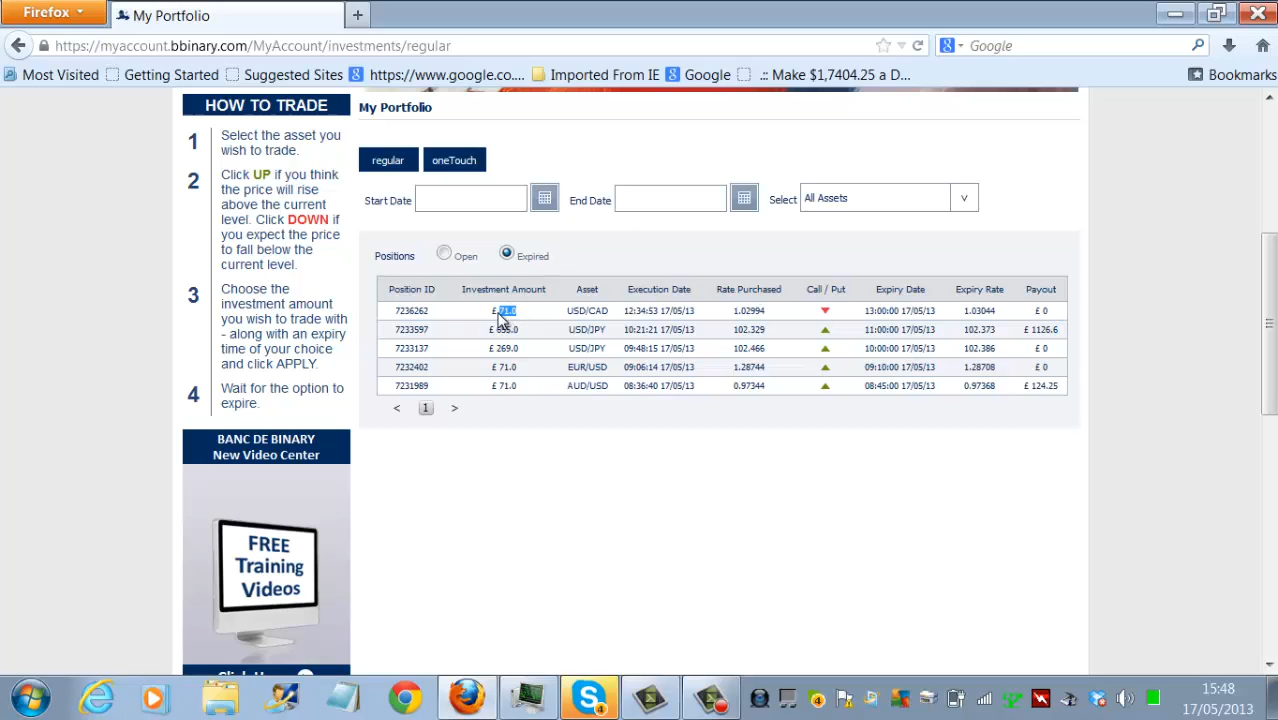 Firefox
My Portfolio
https://myaccount.bbinary.com/MyAccount/investments/regular
Google
Most Visited Getting Started Suggested Sites https://www.google.co.... Imported From IE Google .:: Make $1,7404.25 a D... Bookmarks
HOW TO TRADE
1 Select the asset you
wish to trade.
2 Click UP if you think
the price will rise
above the current
level. Click DOWN if
you expect the price
to fall below the
current level.
3 Choose the
investment amount
you wish to trade with
- along with an expiry
time of your choice
and click APPLY.
4 Wait for the option to
expire.
BANC DE BINARY
New Video Center
FREE
Training
Videos
My Portfolio
regular oneTouch
Start Date End Date Select All Assets v
Positions Open Expired
Position ID Investment Amount Asset Execution Date Rate Purchased Call / Put Expiry Date Expiry Rate Payout
7236262 £ 71.0 USD/CAD 12:34:53 17/05/13 1.02994 13:00:00 17/05/13 1.03044 £ 0
7233597 £ USD/JPY 10:21:21 17/05/13 102.329 11:00:00 17/05/13 102.373 £ 1126.6
7233137 £ 269.0 USD/JPY 09:48:15 17/05/13 102.466 10:00:00 17/05/13 102.386 £ 0
7232402 £ 71.0 EUR/USD 09:06:14 17/05/13 1.28744 09:10:00 17/05/13 1.28708 £ 0
7231989 £ 71.0 AUD/USD 08:36:40 17/05/13 0.97344 08:45:00 17/05/13 0.97368 £ 124.25
< 1 >
15:48
17/05/2013